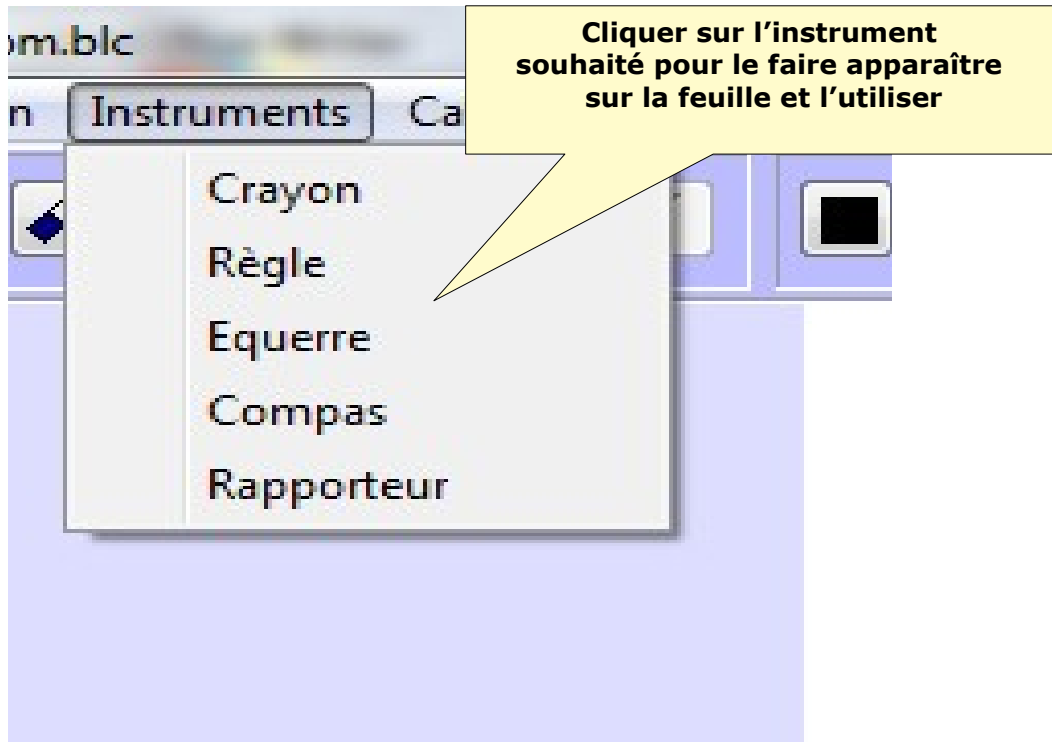 om.blc
Cliquer sur l’instrument
souhaité pour le faire apparaître
sur la feuille et l’utiliser
n Instruments Ca
Crayon
Règle
Equerre
Compas
Rapporteur